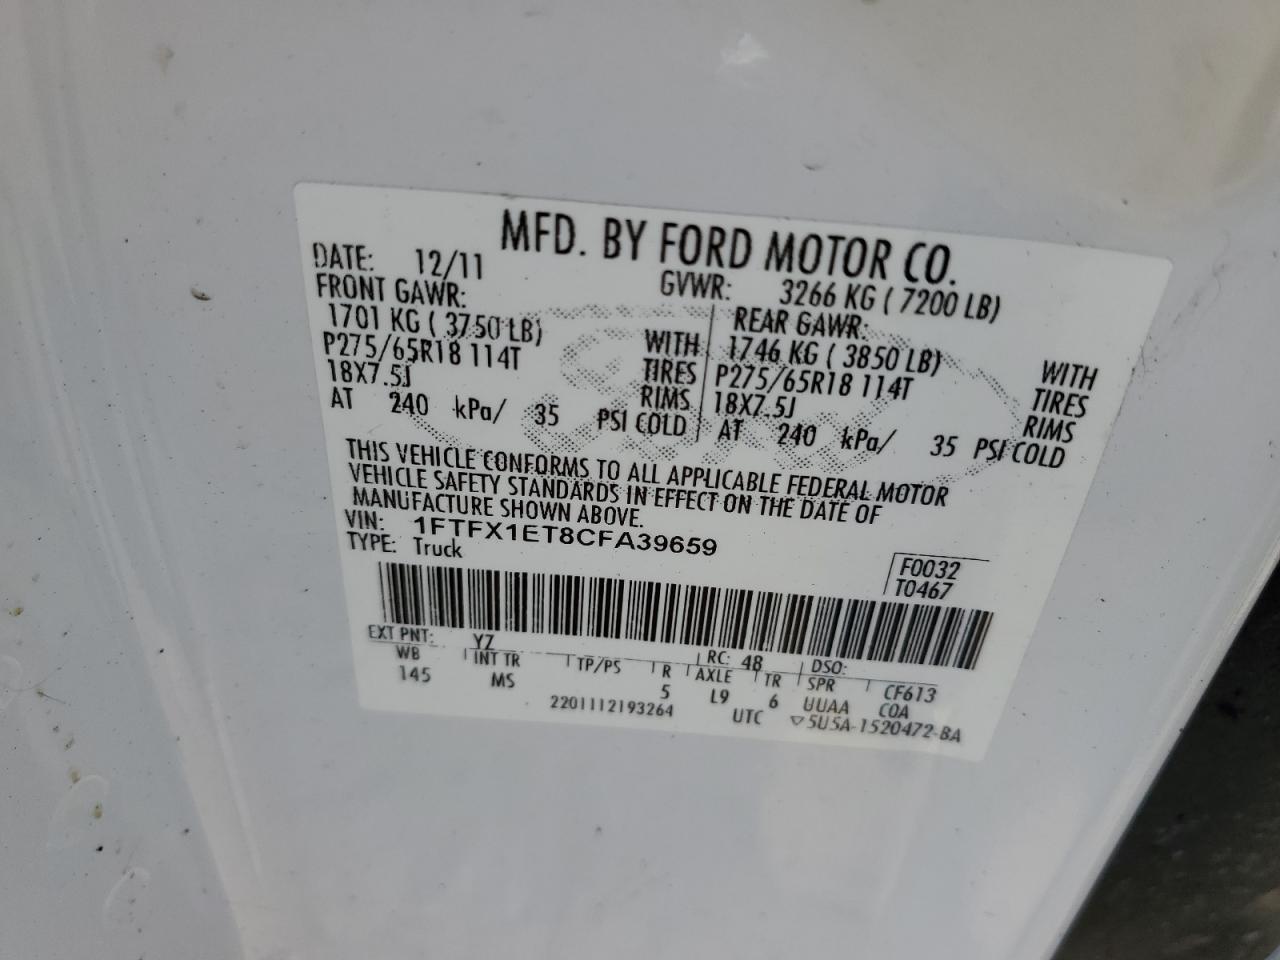 MFD. BY FORD MOTOR CO.
DATE: 12/11 GVWR: 3266 KG ( 7200 LB)
FRONT GAWR: REAR GAWR:
1701 KG ( 3750 LB) WITH 1746 KG ( 3850 LB) WITH
P275/65R18 114T TIRES P275/65R18 114T TIRES
18X7.5J RIMS 18X7.5J RIMS
AT 240 kPa/ 35 PSI COLD AT 240 kPa/ 35 PSI COLD
THIS VEHICLE CONFORMS TO ALL APPLICABLE FEDERAL MOTOR
VEHICLE SAFETY STANDARDS IN EFFECT ON THE DATE OF
MANUFACTURE SHOWN ABOVE.
VIN: 1FTFX1ET8CFA39659
TYPE: Truck
F0032
T0467
EXT PNT: YZ RC: 48 DSO:
WB INT TR TP/PS R AXLE TR SPR CF613
145 MS 5 L9 6 UUAA COA
2201112193264 UTC ▽5U5A-1520472-BA